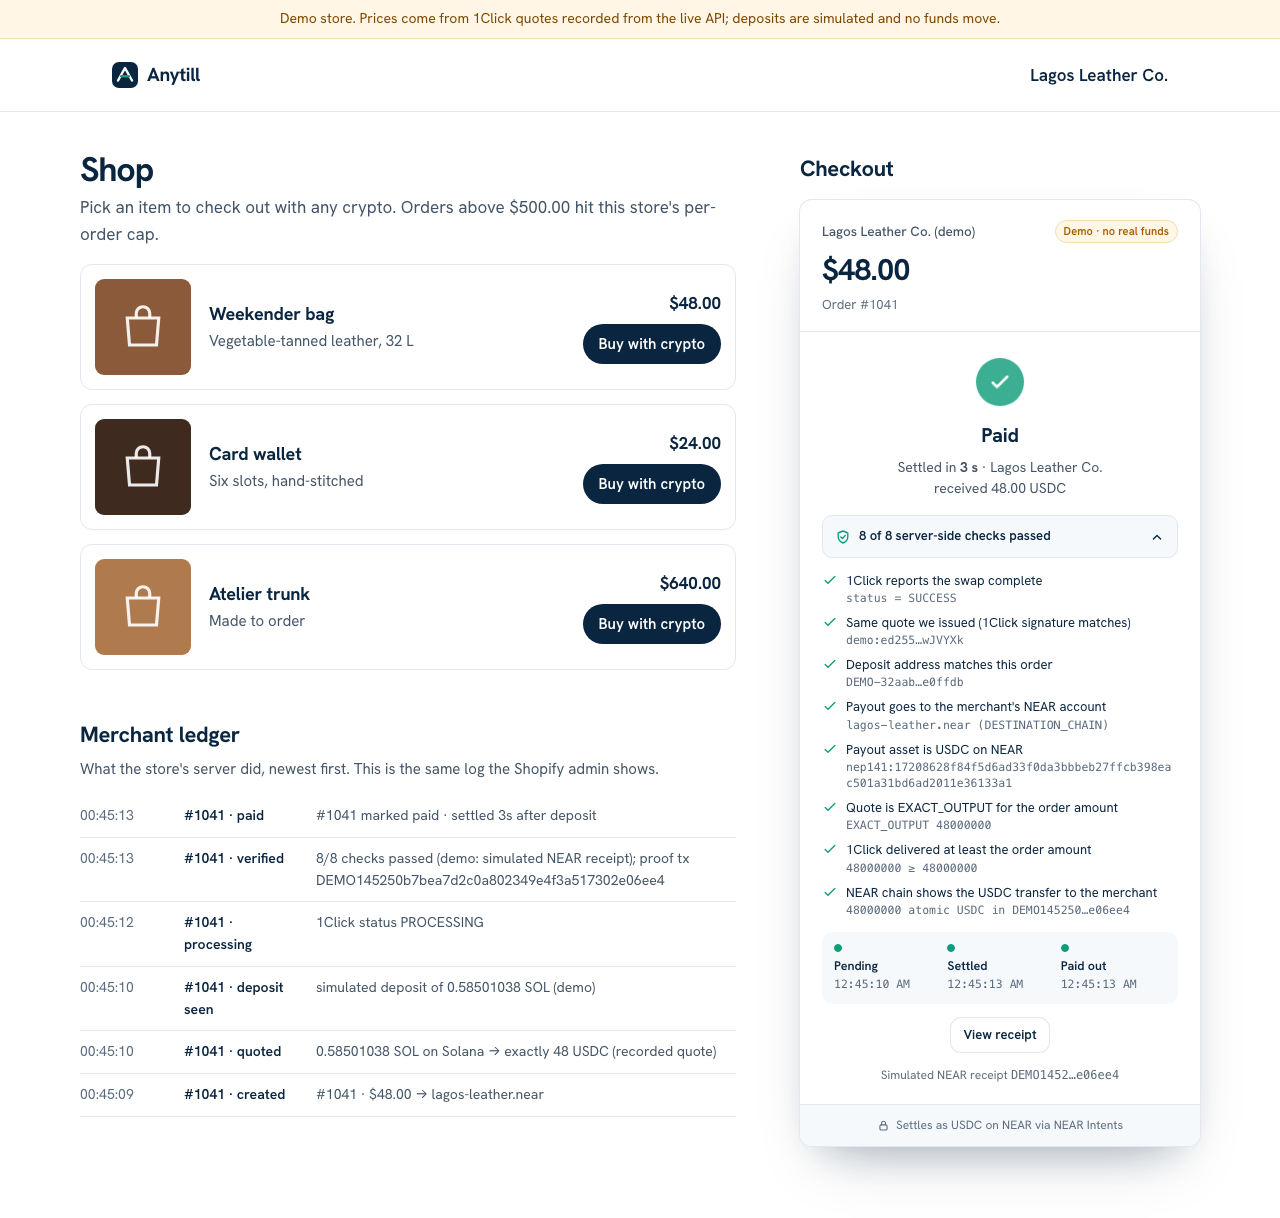 Demo store. Prices come from 1Click quotes recorded from the live API; deposits are simulated and no funds move.
Anytill
Lagos Leather Co.
Shop
Pick an item to check out with any crypto. Orders above $500.00 hit this store's per-
order cap.
Weekender bag
Vegetable-tanned leather, 32 L
$48.00
Buy with crypto
Card wallet
Six slots, hand-stitched
$24.00
Buy with crypto
Atelier trunk
Made to order
$640.00
Buy with crypto
Merchant ledger
What the store's server did, newest first. This is the same log the Shopify admin shows.
00:45:13 #1041 · paid #1041 marked paid · settled 3s after deposit
00:45:13 #1041 · verified 8/8 checks passed (demo: simulated NEAR receipt); proof tx
DEMO145250b7bea7d2c0a802349e4f3a517302e06ee4
00:45:12 #1041 · 1Click status PROCESSING
processing
00:45:10 #1041 · deposit simulated deposit of 0.58501038 SOL (demo)
seen
00:45:10 #1041 · quoted 0.58501038 SOL on Solana → exactly 48 USDC (recorded quote)
00:45:09 #1041 · created #1041 · $48.00 → lagos-leather.near
Checkout
Lagos Leather Co. (demo)
Demo · no real funds
$48.00
Order #1041
Paid
Settled in 3 s · Lagos Leather Co.
received 48.00 USDC
8 of 8 server-side checks passed
1Click reports the swap complete
status = SUCCESS
Same quote we issued (1Click signature matches)
demo:ed255…wJVYXk
Deposit address matches this order
DEMO-32aab…e0ffdb
Payout goes to the merchant's NEAR account
lagos-leather.near (DESTINATION_CHAIN)
Payout asset is USDC on NEAR
nep141:17208628f84f5d6ad33f0da3bbbeb27ffcb398ea
c501a31bd6ad2011e36133a1
Quote is EXACT_OUTPUT for the order amount
EXACT_OUTPUT 48000000
1Click delivered at least the order amount
48000000 ≥ 48000000
NEAR chain shows the USDC transfer to the merchant
48000000 atomic USDC in DEMO145250…e06ee4
Pending Settled Paid out
12:45:10 AM 12:45:13 AM 12:45:13 AM
View receipt
Simulated NEAR receipt DEMO1452…e06ee4
Settles as USDC on NEAR via NEAR Intents